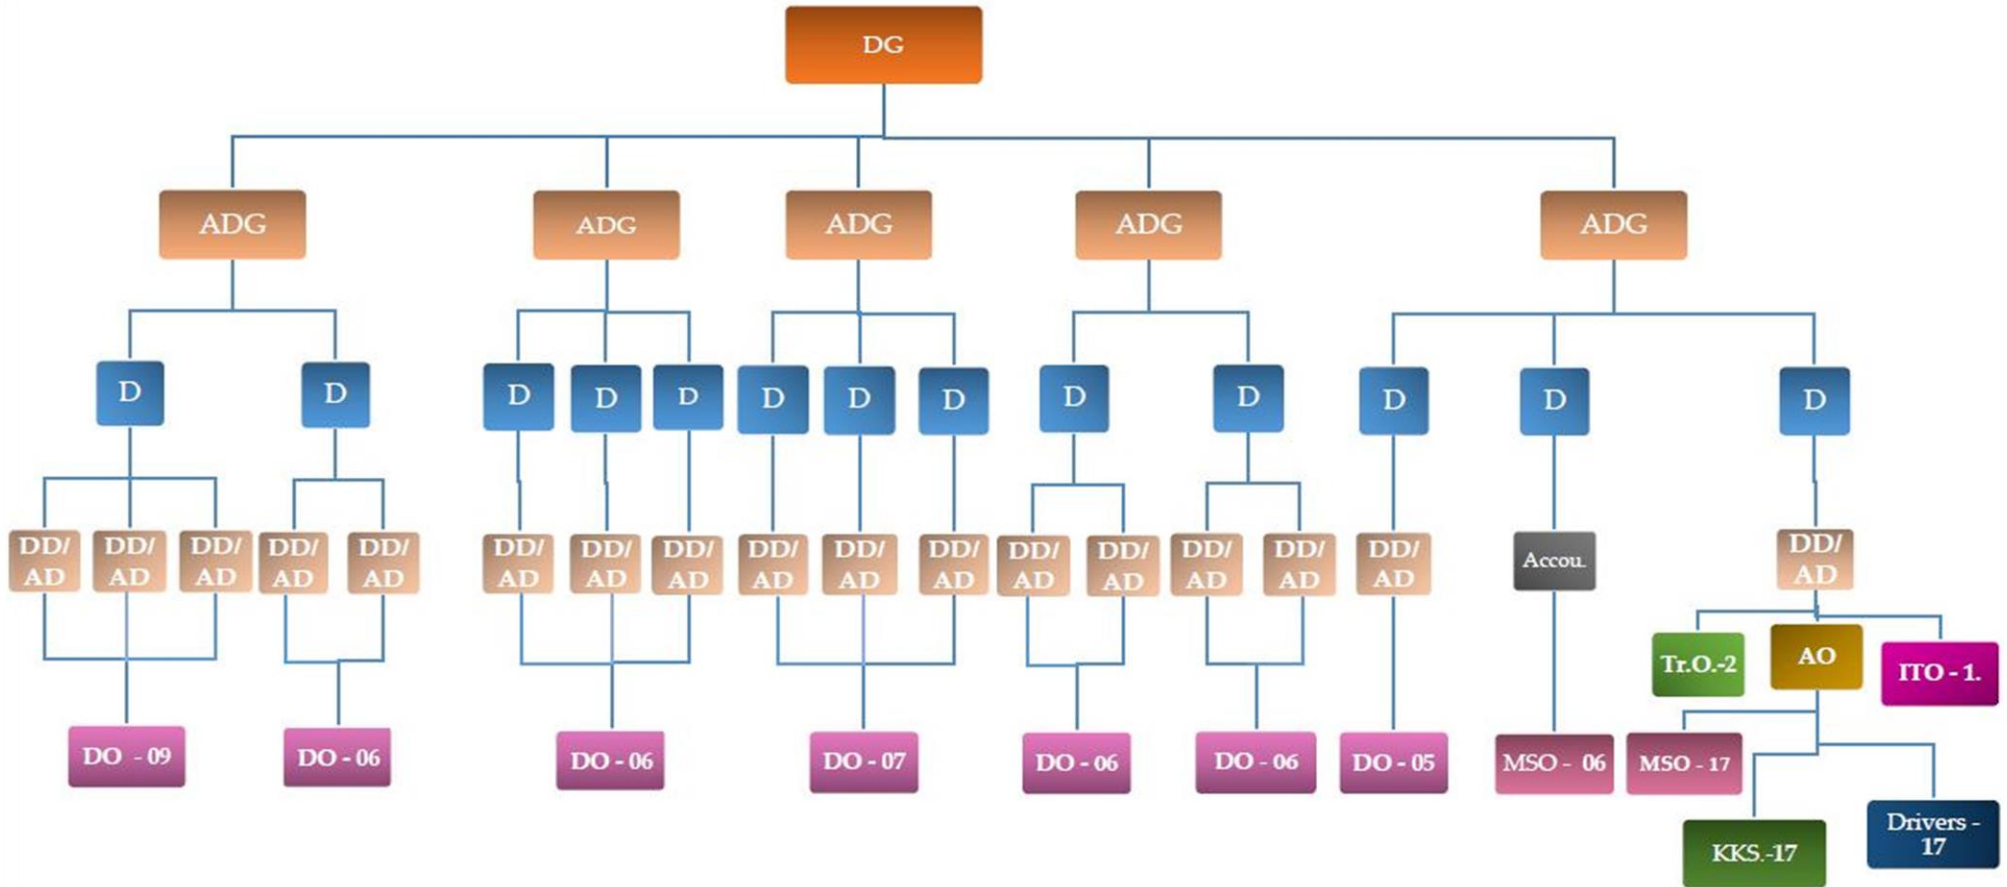 DG
ADG
ADG
ADG
ADG
ADG
D
D
D
D
D
D
D
D
D
D
D
D
D
DD/
AD
DD/
AD
DD/
AD
DD/
AD
DD/
AD
DD/
AD
DD/
AD
DD/
AD
DD/
AD
DD/
AD
DD/
AD
DD/
AD
DD/
AD
DD/
AD
DD/
AD
DD/
AD
Accou.
DD/
AD
Tr.O.-2
AO
ITO - 1.
DO - 09
DO - 06
DO - 06
DO - 07
DO - 06
DO - 06
DO - 05
MSO - 06
MSO - 17
KKS.-17
Drivers -
17